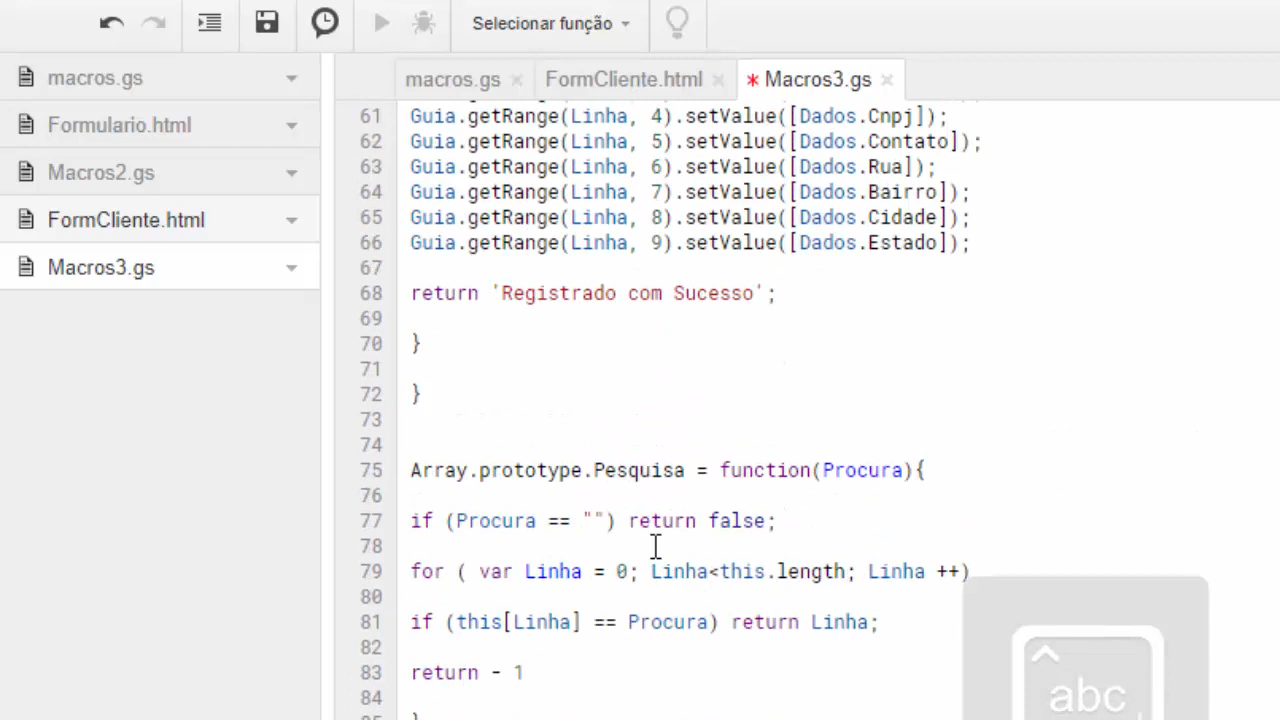 Selecionar função
macros.gs
Formulario.html
Macros2.gs
FormCliente.html
Macros3.gs
macros.gs × FormCliente.html × * Macros3.gs ×
61 Guia.getRange(Linha, 4).setValue([Dados.Cnpj]);
62 Guia.getRange(Linha, 5).setValue([Dados.Contato]);
63 Guia.getRange(Linha, 6).setValue([Dados.Rua]);
64 Guia.getRange(Linha, 7).setValue([Dados.Bairro]);
65 Guia.getRange(Linha, 8).setValue([Dados.Cidade]);
66 Guia.getRange(Linha, 9).setValue([Dados.Estado]);
67
68 return 'Registrado com Sucesso';
69
70 }
71
72 }
73
74
75 Array.prototype.Pesquisa = function(Procura){
76
77 if (Procura == "") return false;
78
79 for ( var Linha = 0; Linha<this.length; Linha ++)
80
81 if (this[Linha] == Procura) return Linha;
82
83 return - 1
84
abc